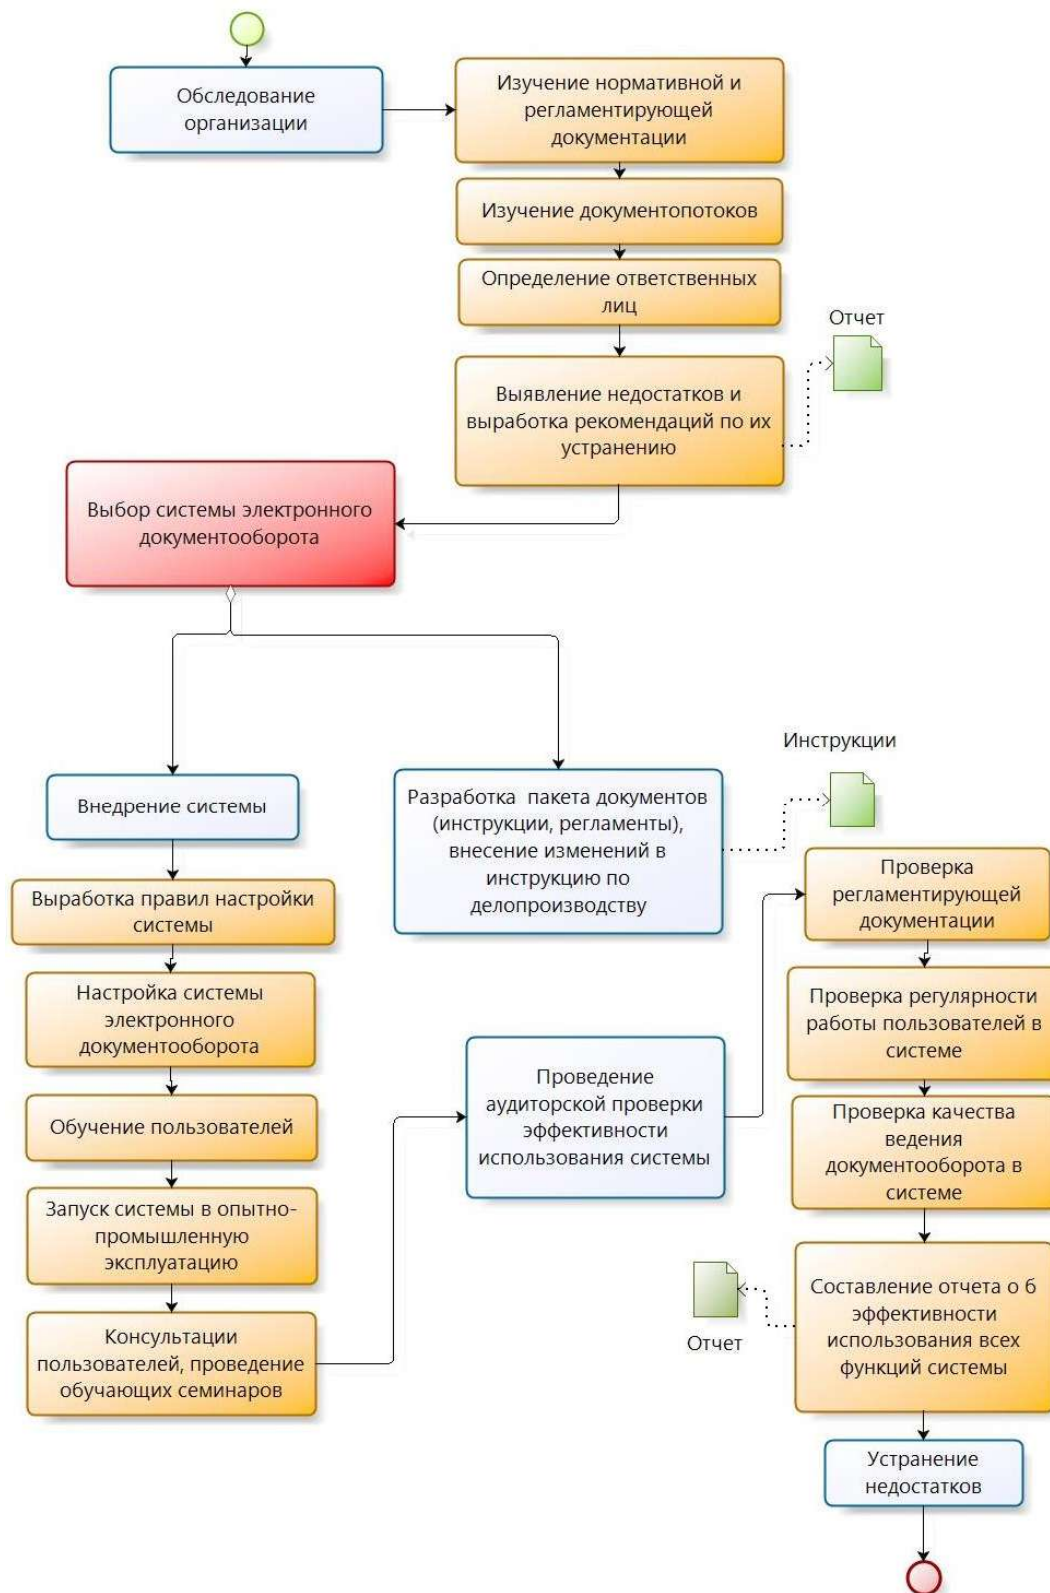 Обследование
организации
Изучение нормативной и
регламентирующей
документации
Изучение документопотоков
Определение ответственных
лиц
Отчет
Выявление недостатков и
выработка рекомендаций по их
устранению
Выбор системы электронного
документооборота
Внедрение системы
Выработка правил настройки
системы
Настройка системы
электронного
документооборота
Обучение пользователей
Запуск системы в опытно-
промышленную
эксплуатацию
Консультации
пользователей, проведение
обучающих семинаров
Разработка  пакета документов
(инструкции, регламенты),
внесение изменений в
инструкцию по
делопроизводству
Инструкции
Проведение
аудиторской проверки
эффективности
использования системы
Проверка
регламентирующей
документации
Проверка регулярности
работы пользователей в
системе
Проверка качества
ведения
документооборота в
системе
Составление отчета о б
эффективности
использования всех
функций системы
Отчет
Устранение
недостатков